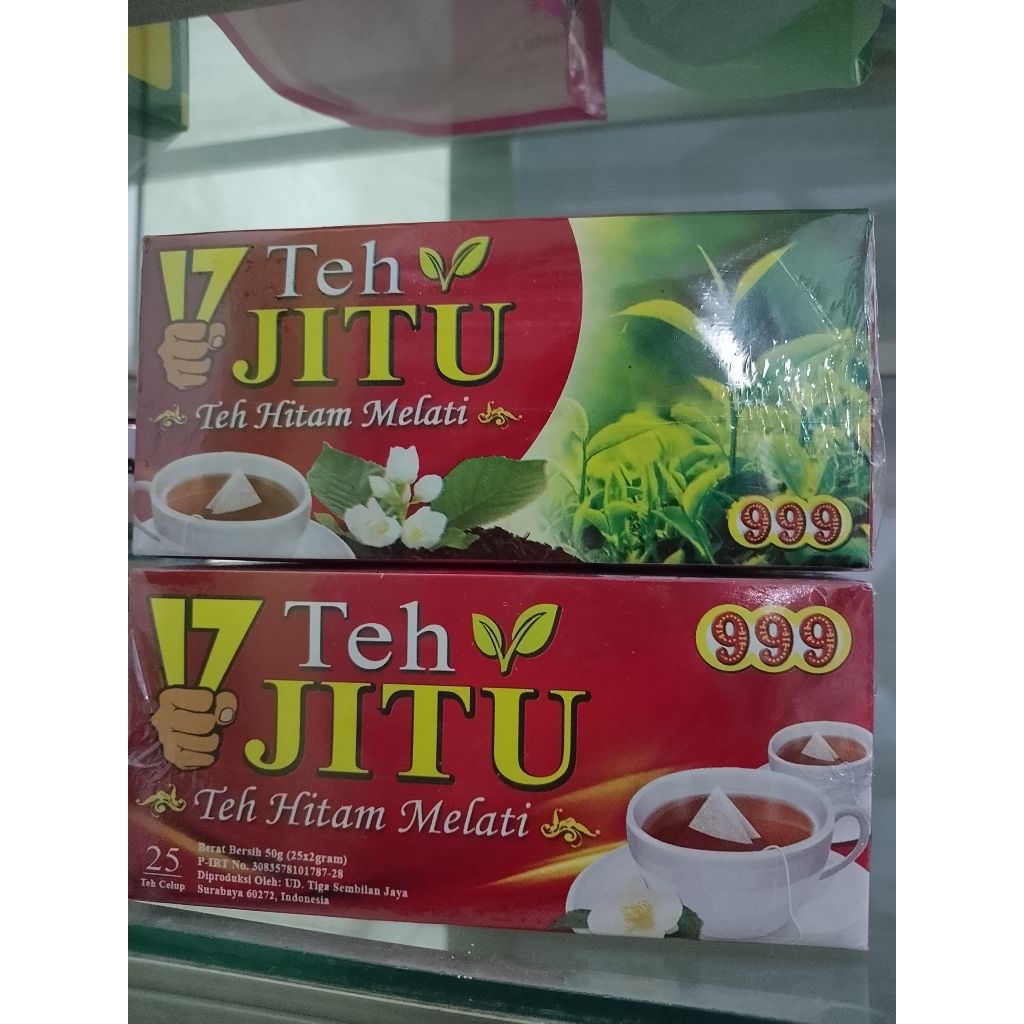 17 Teh
JITU
Teh Hitam Melati
999
17 Teh
JITU
999
Teh Hitam Melati
25
Teh Celup
Berat Bersih 50g (25x2gram)
P-IRT No. 3083578101787-28
Diproduksi Oleh: UD. Tiga Sembilan Jaya
Surabaya 60272, Indonesia